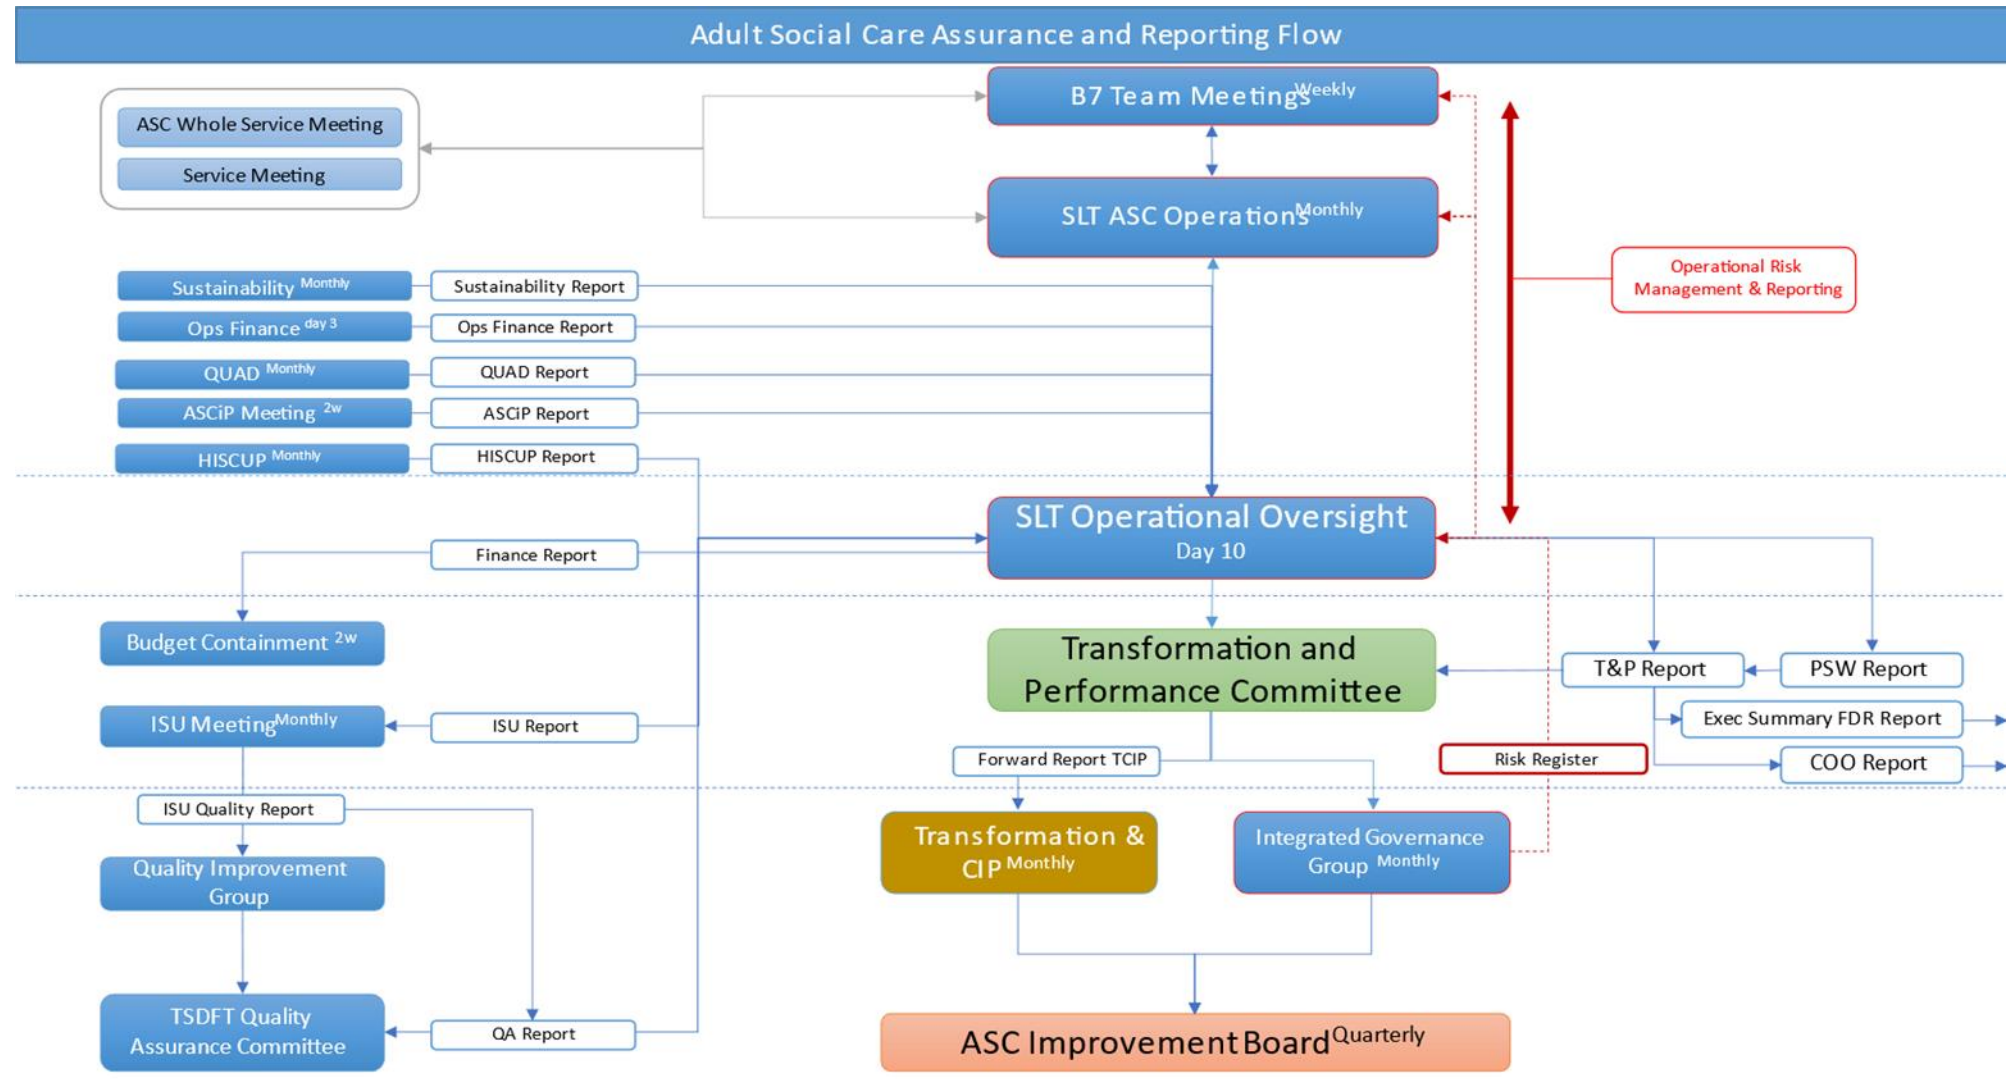 Adult Social Care Assurance and Reporting Flow
B7 Team Meetings Weekly
ASC Whole Service Meeting
Service Meeting
SLT ASC Operations Monthly
Operational Risk
Management & Reporting
Sustainability Monthly
Sustainability Report
Ops Finance day 3
Ops Finance Report
QUAD Monthly
QUAD Report
ASCiP Meeting 2w
ASCiP Report
HISCUP Monthly
HISCUP Report
SLT Operational Oversight
Day 10
Finance Report
Budget Containment 2w
Transformation and
Performance Committee
T&P Report
PSW Report
ISU Meeting Monthly
ISU Report
Exec Summary FDR Report
Forward Report TCIP
Risk Register
COO Report
ISU Quality Report
Transformation &
CIP Monthly
Integrated Governance
Group Monthly
Quality Improvement
Group
TSDFT Quality
Assurance Committee
QA Report
ASC Improvement Board Quarterly